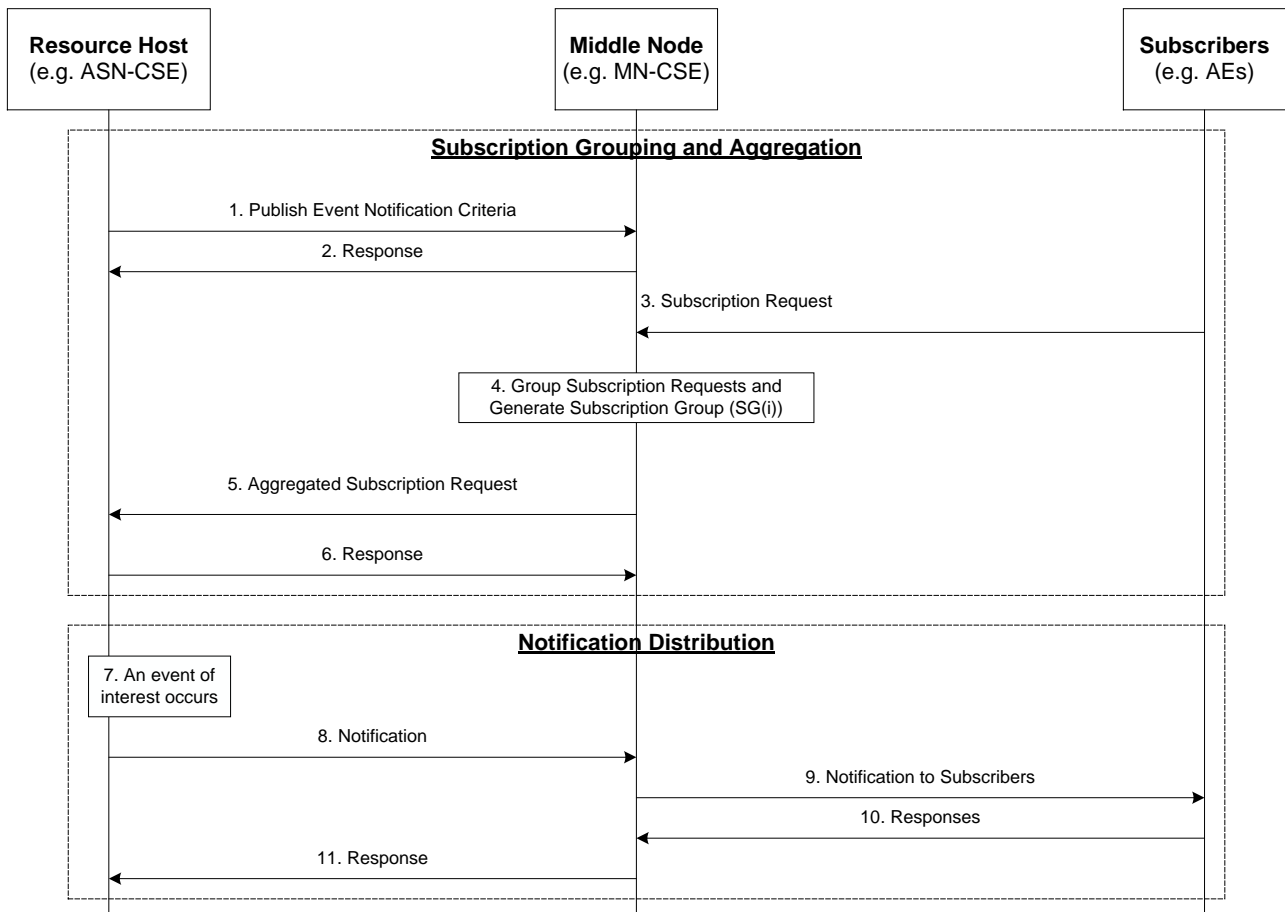 Resource Host
(e.g. ASN-CSE)
Middle Node
(e.g. MN-CSE)
Subscribers
(e.g. AEs)
Subscription Grouping and Aggregation
1. Publish Event Notification Criteria
2. Response
3. Subscription Request
4. Group Subscription Requests and
Generate Subscription Group (SG(i))
5. Aggregated Subscription Request
6. Response
Notification Distribution
7. An event of
interest occurs
8. Notification
9. Notification to Subscribers
10. Responses
11. Response